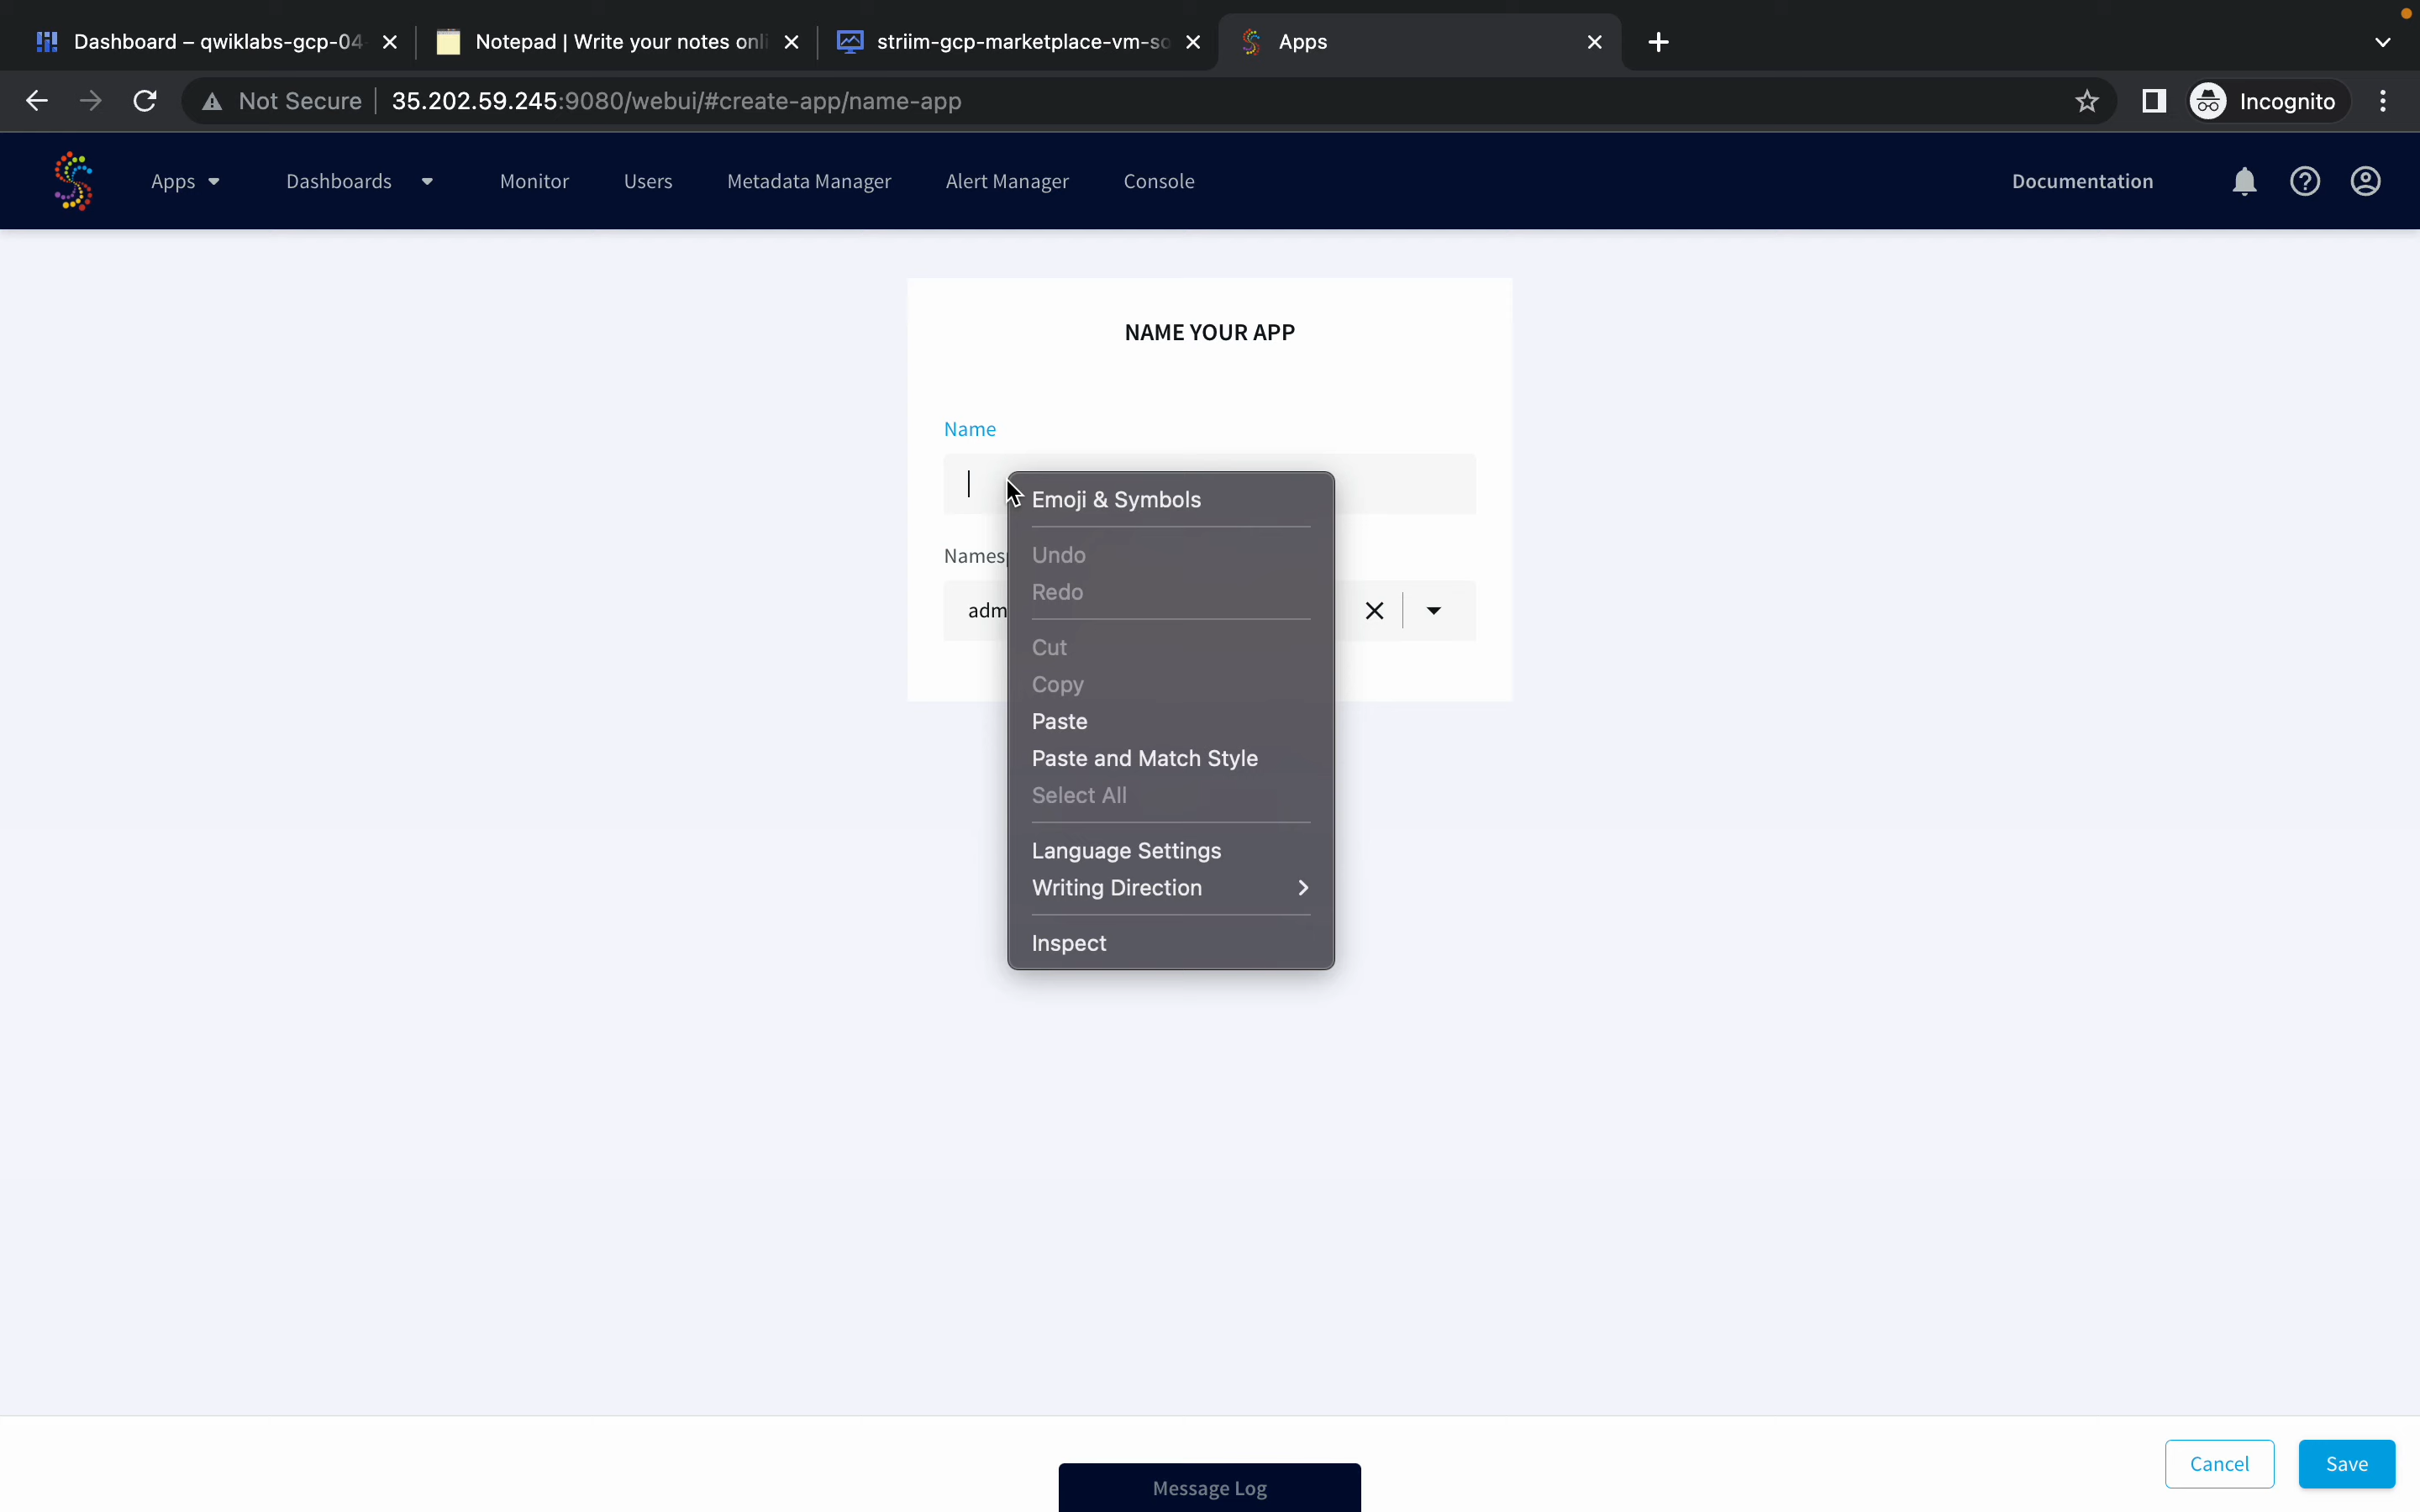 Dashboard – qwiklabs-gcp-04-
Notepad | Write your notes onli
striim-gcp-marketplace-vm-so
Apps
Not Secure
35.202.59.245:9080/webui/#create-app/name-app
Incognito
Apps
Dashboards
Monitor
Users
Metadata Manager
Alert Manager
Console
Documentation
NAME YOUR APP
Name
Emoji & Symbols
Namesp
Undo
Redo
adm
Cut
Copy
Paste
Paste and Match Style
Select All
Language Settings
Writing Direction
Inspect
Cancel
Save
Message Log